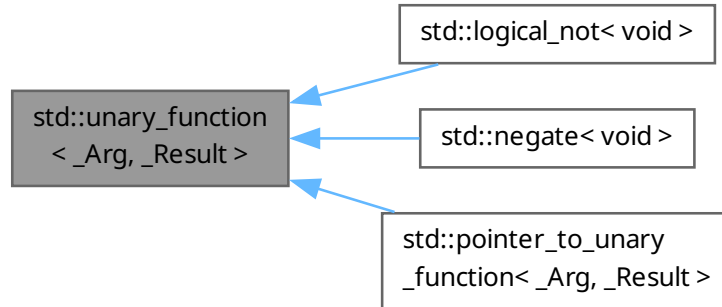 std::logical_not< void >
std::unary_function
< _Arg, _Result >
std::negate< void >
std::pointer_to_unary
_function< _Arg, _Result >